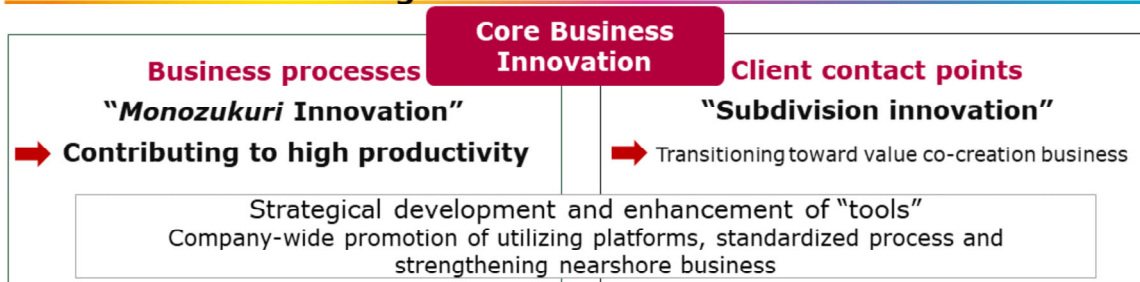 Core Business
Innovation
Business processes
“Monozukuri Innovation”
Contributing to high productivity
Client contact points
“Subdivision innovation”
Transitioning toward value co-creation business
Strategical development and enhancement of “tools”
Company-wide promotion of utilizing platforms, standardized process and
strengthening nearshore business